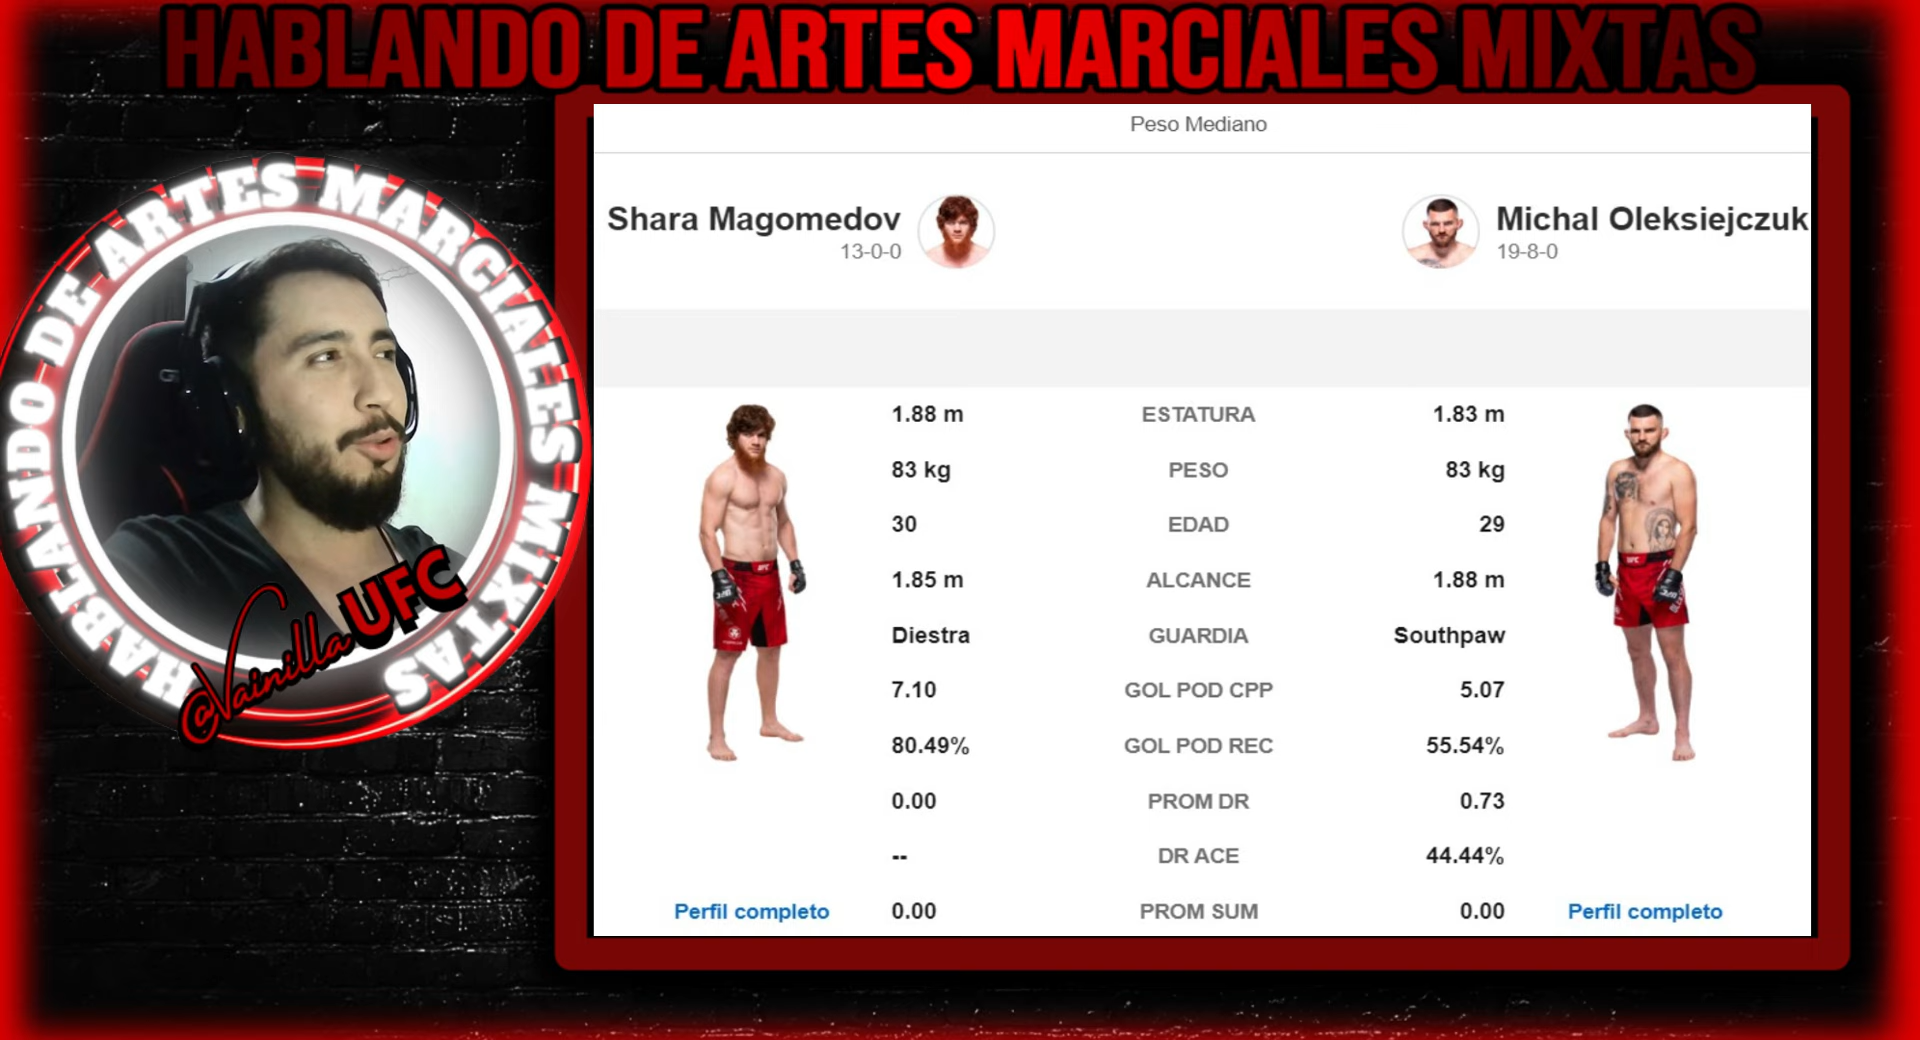 HABLANDO DE ARTES MARCIALES MIXTAS
HABLANDO DE ARTES MARCIALES MIXTAS
@Vainilla UFC
Peso Mediano
Shara Magomedov
13-0-0
Michal Oleksiejczuk
19-8-0
1.88 m ESTATURA 1.83 m
83 kg PESO 83 kg
30 EDAD 29
1.85 m ALCANCE 1.88 m
Diestra GUARDIA Southpaw
7.10 GOL POD CPP 5.07
80.49% GOL POD REC 55.54%
0.00 PROM DR 0.73
-- DR ACE 44.44%
Perfil completo 0.00 PROM SUM 0.00 Perfil completo